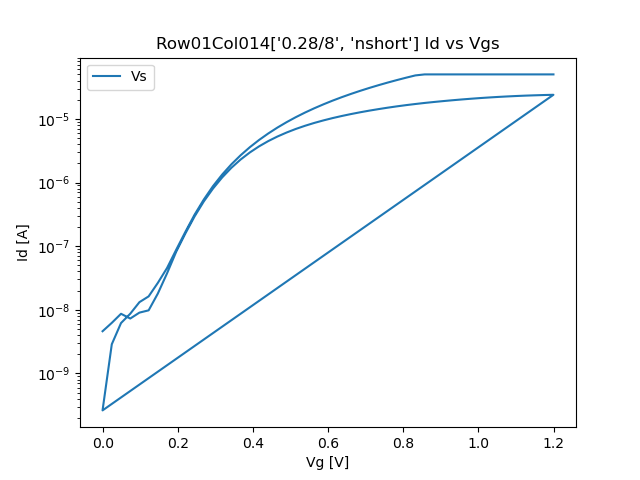 Row01Col014['0.28/8', 'nshort'] Id vs Vgs
Vs
10⁻⁵
10⁻⁶
10⁻⁷
10⁻⁸
10⁻⁹
Id [A]
0.0 0.2 0.4 0.6 0.8 1.0 1.2
Vg [V]